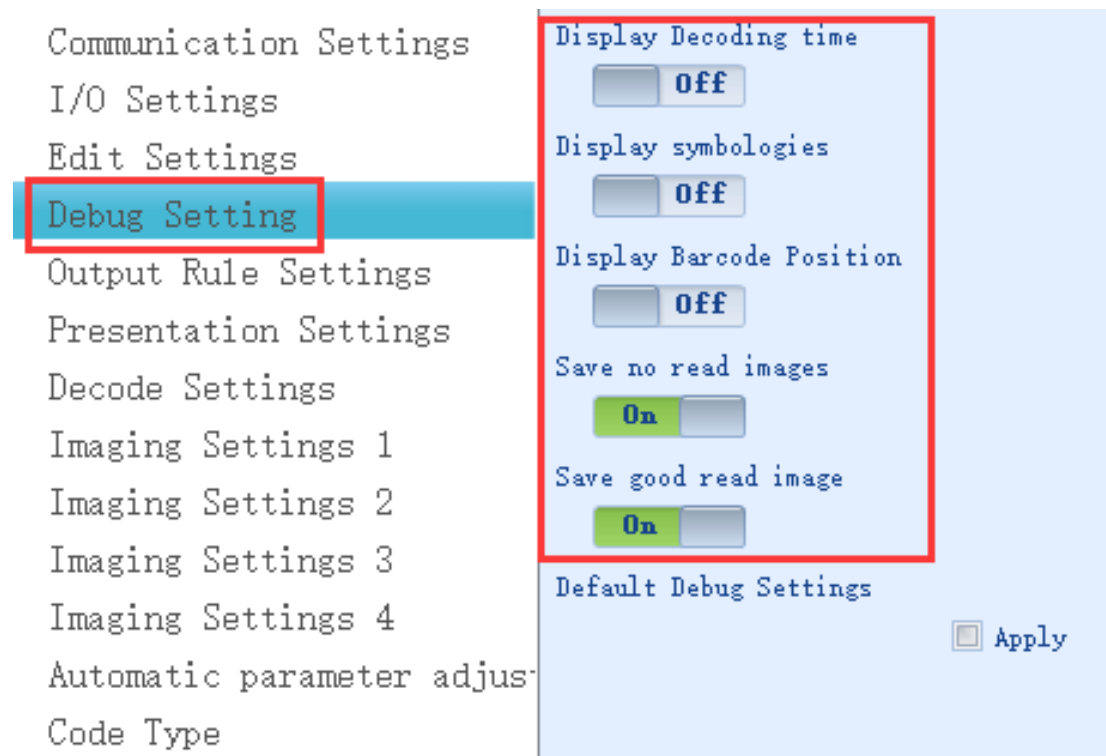 Communication Settings
I/O Settings
Edit Settings
Debug Setting
Output Rule Settings
Presentation Settings
Decode Settings
Imaging Settings 1
Imaging Settings 2
Imaging Settings 3
Imaging Settings 4
Automatic parameter adjus
Code Type
Display Decoding time
Off
Display symbologies
Off
Display Barcode Position
Off
Save no read images
On
Save good read image
On
Default Debug Settings
Apply